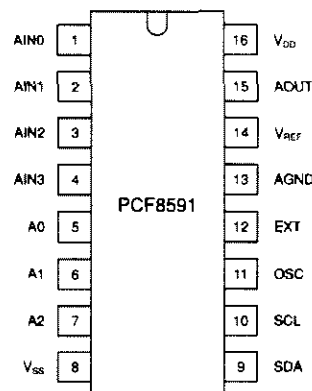 AIN0 1 16 VDD
AIN1 2 15 AOUT
AIN2 3 14 VREF
AIN3 4 13 AGND
PCF8591
A0 5 12 EXT
A1 6 11 OSC
A2 7 10 SCL
VSS 8 9 SDA